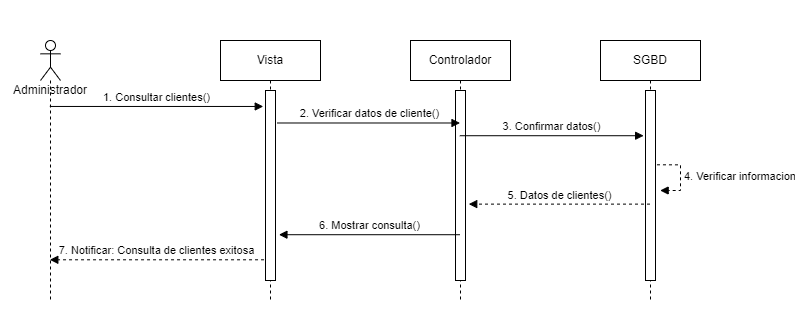 Vista
Controlador
SGBD
Administrador
1. Consultar clientes()
2. Verificar datos de cliente()
3. Confirmar datos()
4. Verificar informacion
5. Datos de clientes()
6. Mostrar consulta()
7. Notificar: Consulta de clientes exitosa